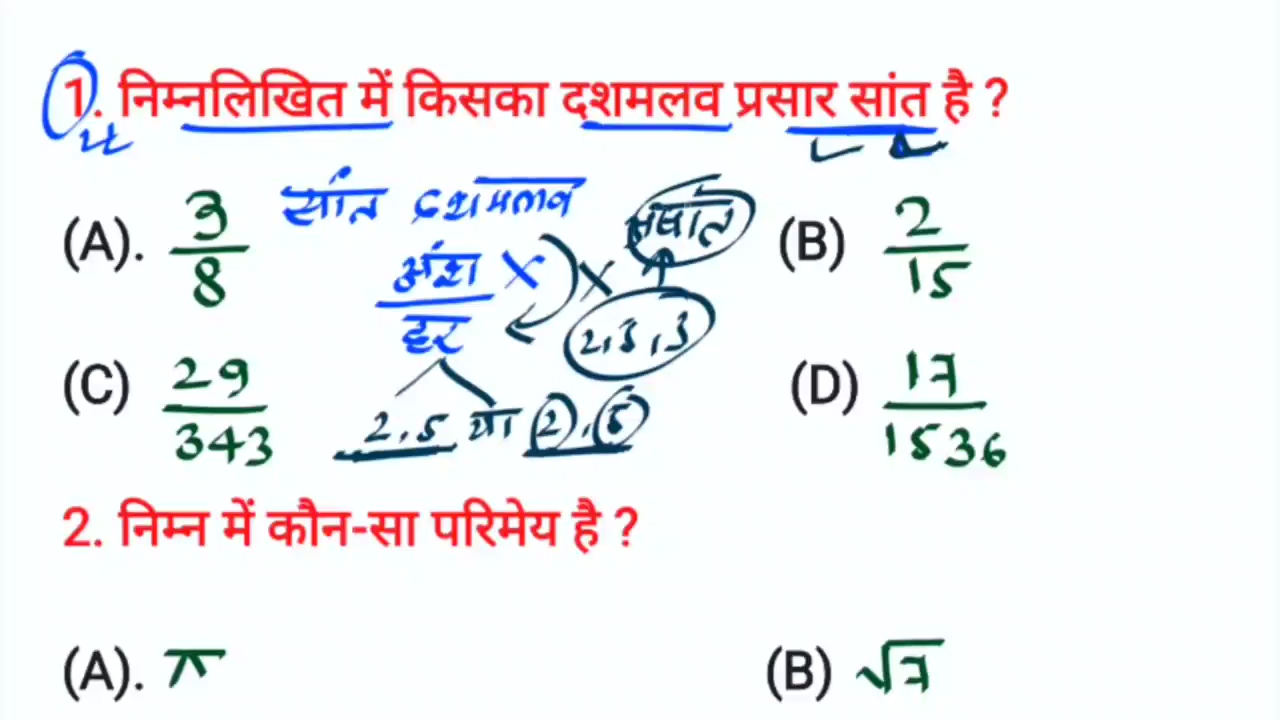 1. निम्नलिखित में किसका दशमलव प्रसार सांत है ?
सांत दशमलव
(A). 3/8
(B) 2/15
अंश
हर
2, 3, 3
2, 5 या 2, 5
(C) 29/343
(D) 17/1536
2. निम्न में कौन-सा परिमेय है ?
(A). π
(B) √7